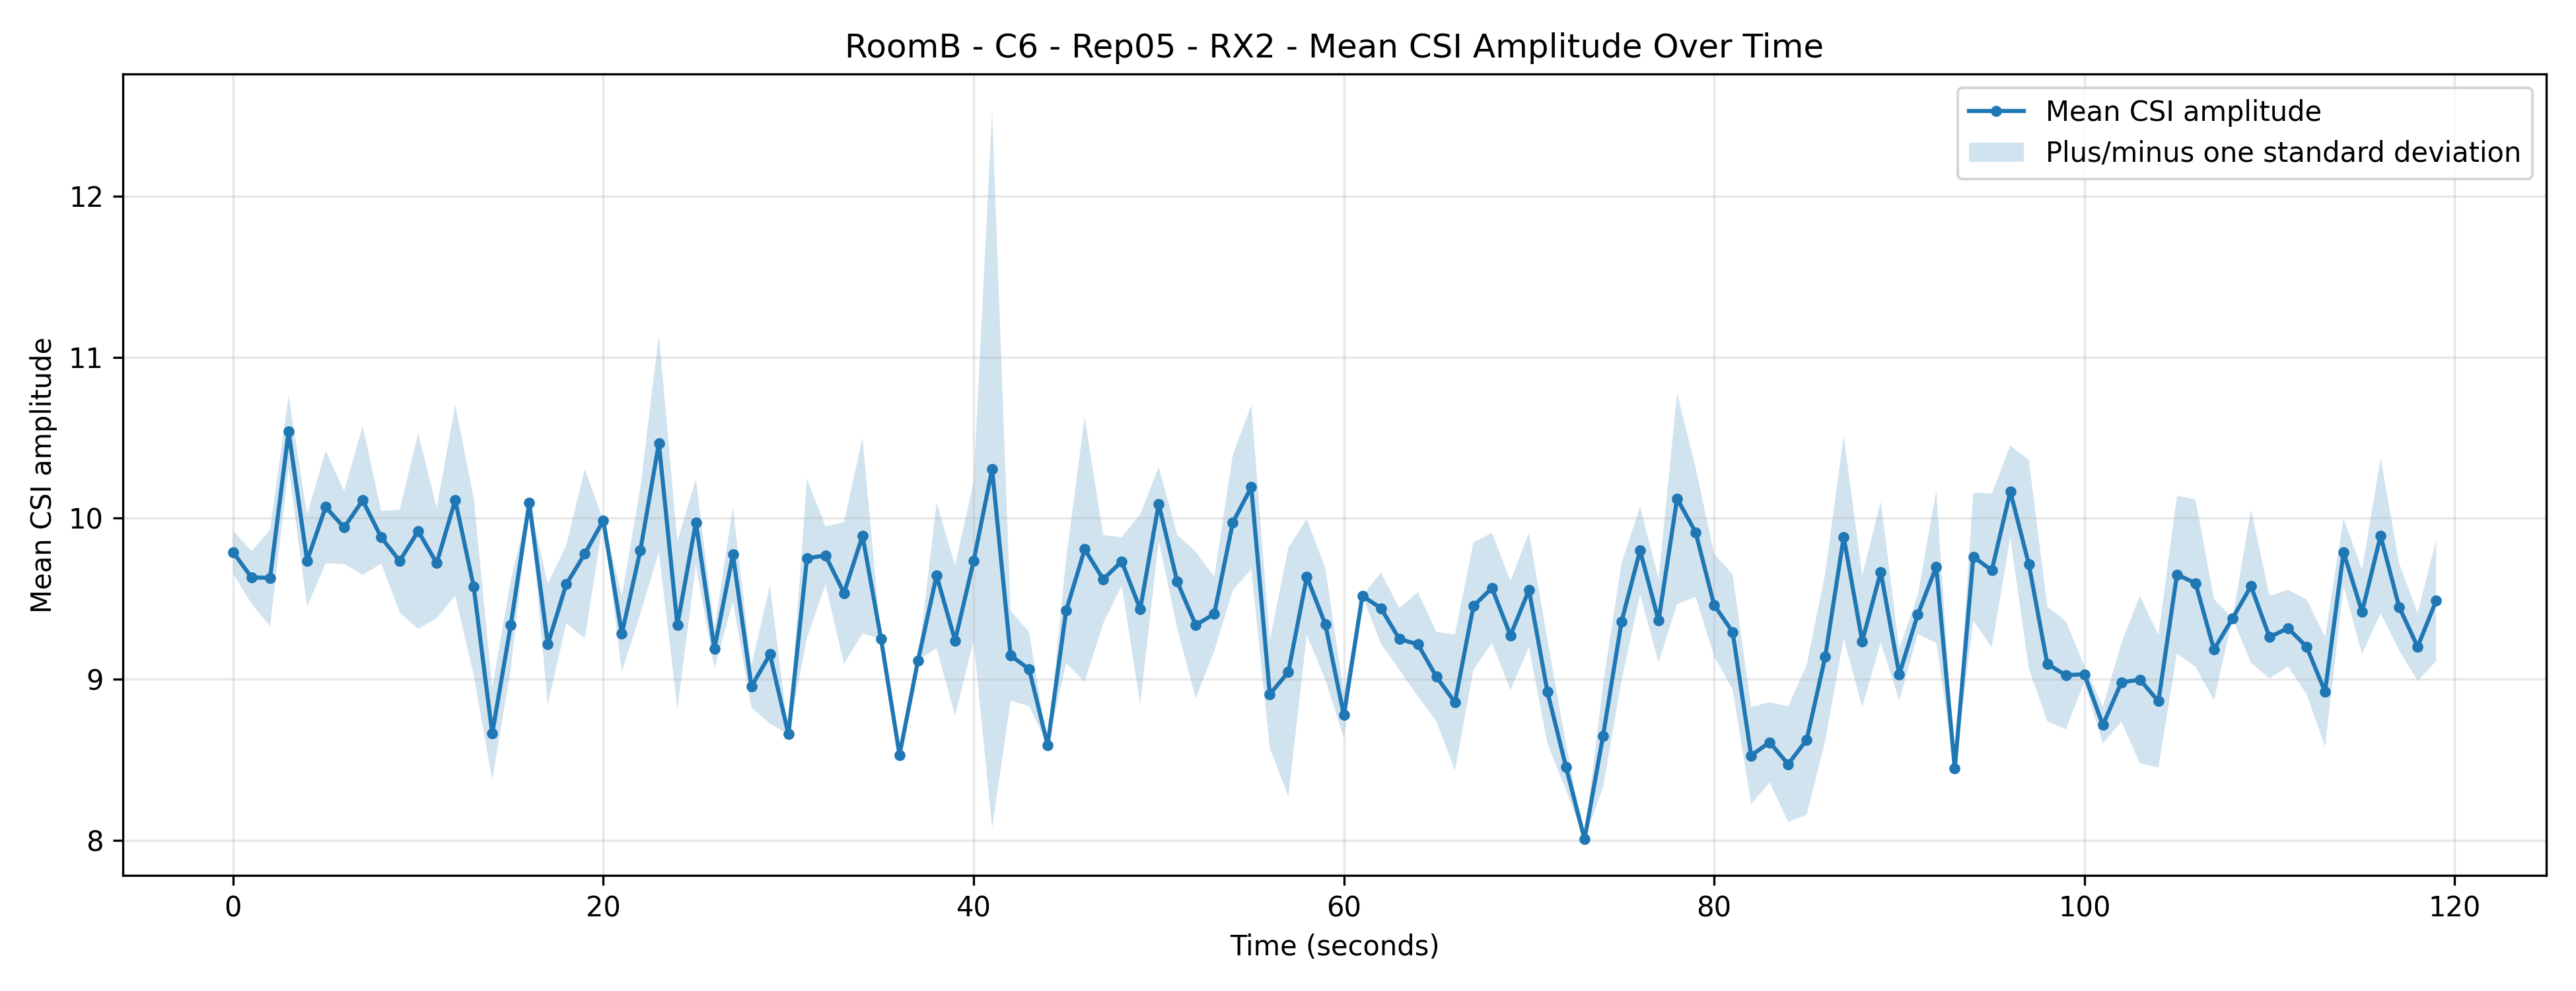 RoomB - C6 - Rep05 - RX2 - Mean CSI Amplitude Over Time
Mean CSI amplitude
Plus/minus one standard deviation
Mean CSI amplitude
12
11
10
9
8
0 20 40 60 80 100 120
Time (seconds)